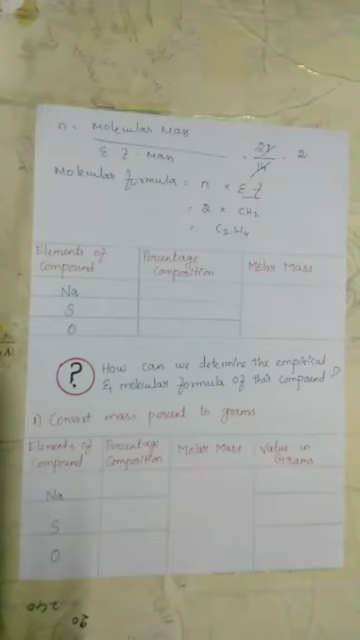 n = Molecular Mass
E F. Mass
= 28 = 2
14
Molecular formula = n × E F
= 2 × CH2
= C2H4
Elements of Compound Percentage Composition Molar Mass
Na
S
O
? How can we determine the empirical
& molecular formula of this compound?
1) Convert mass percent to grams
Elements of Compound Percentage Composition Molar Mass Value in Grams
Na
S
O